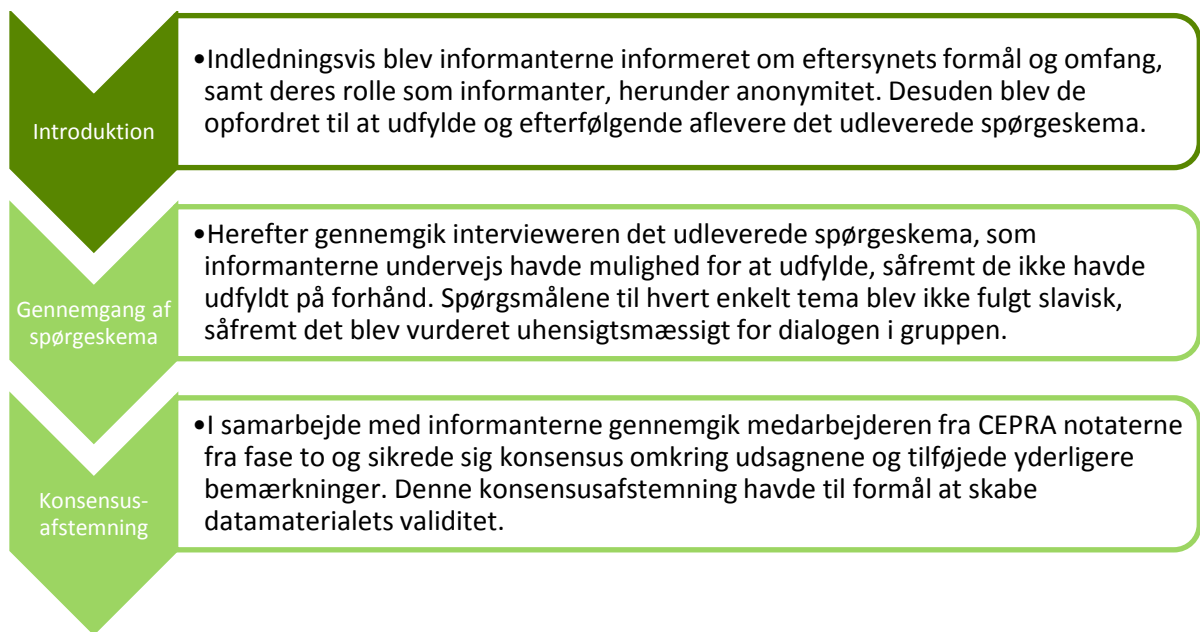 Introduktion
•Indledningsvis blev informanterne informeret om eftersynets formål og omfang,
samt deres rolle som informanter, herunder anonymitet. Desuden blev de
opfordret til at udfylde og efterfølgende aflevere det udleverede spørgeskema.
Gennemgang af
spørgeskema
•Herefter gennemgik intervieweren det udleverede spørgeskema, som
informanterne undervejs havde mulighed for at udfylde, såfremt de ikke havde
udfyldt på forhånd. Spørgsmålene til hvert enkelt tema blev ikke fulgt slavisk,
såfremt det blev vurderet uhensigtsmæssigt for dialogen i gruppen.
Konsensus-
afstemning
•I samarbejde med informanterne gennemgik medarbejderen fra CEPRA notaterne
fra fase to og sikrede sig konsensus omkring udsagnene og tilføjede yderligere
bemærkninger. Denne konsensusafstemning havde til formål at skabe
datamaterialets validitet.